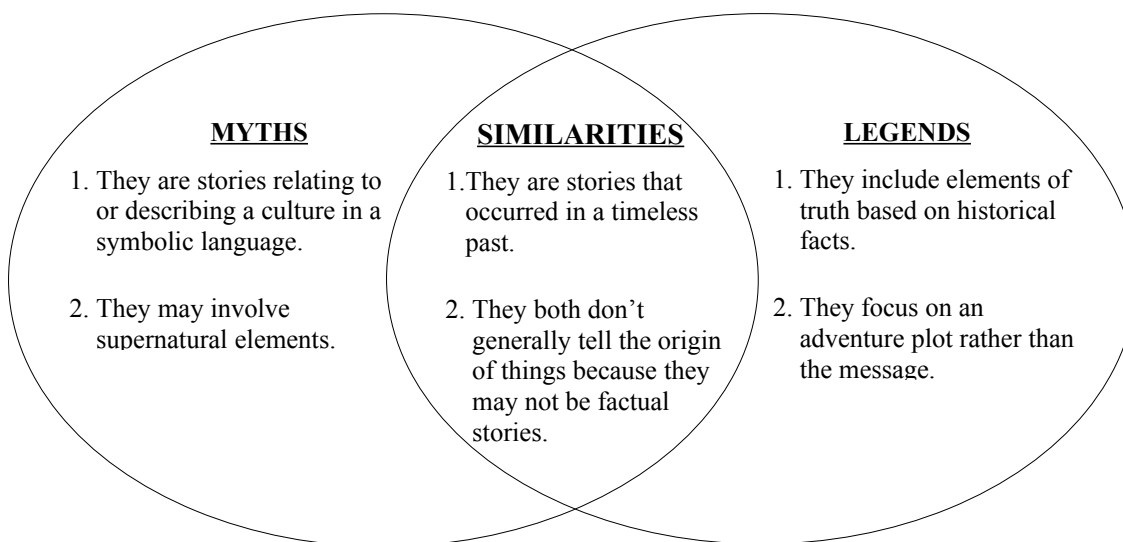 MYTHS
1. They are stories relating to
or describing a culture in a
symbolic language.
2. They may involve
supernatural elements.
SIMILARITIES
1.They are stories that
occurred in a timeless
past.
2. They both don’t
generally tell the origin
of things because they
may not be factual
stories.
LEGENDS
1. They include elements of
truth based on historical
facts.
2. They focus on an
adventure plot rather than
the message.